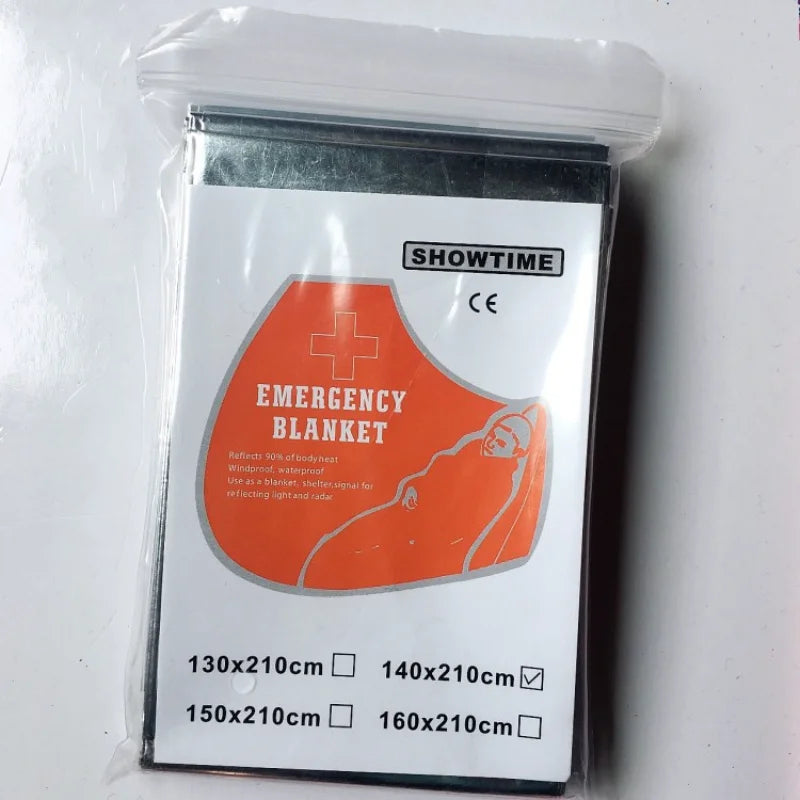 SHOWTIME
CE
EMERGENCY
BLANKET
Reflects 90% of bodyheat
Windproof, waterproof
Use as a blanket, shelter,signal for
reflecting light and radar
130x210cm ☐ 140x210cm ☑
150x210cm ☐ 160x210cm ☐